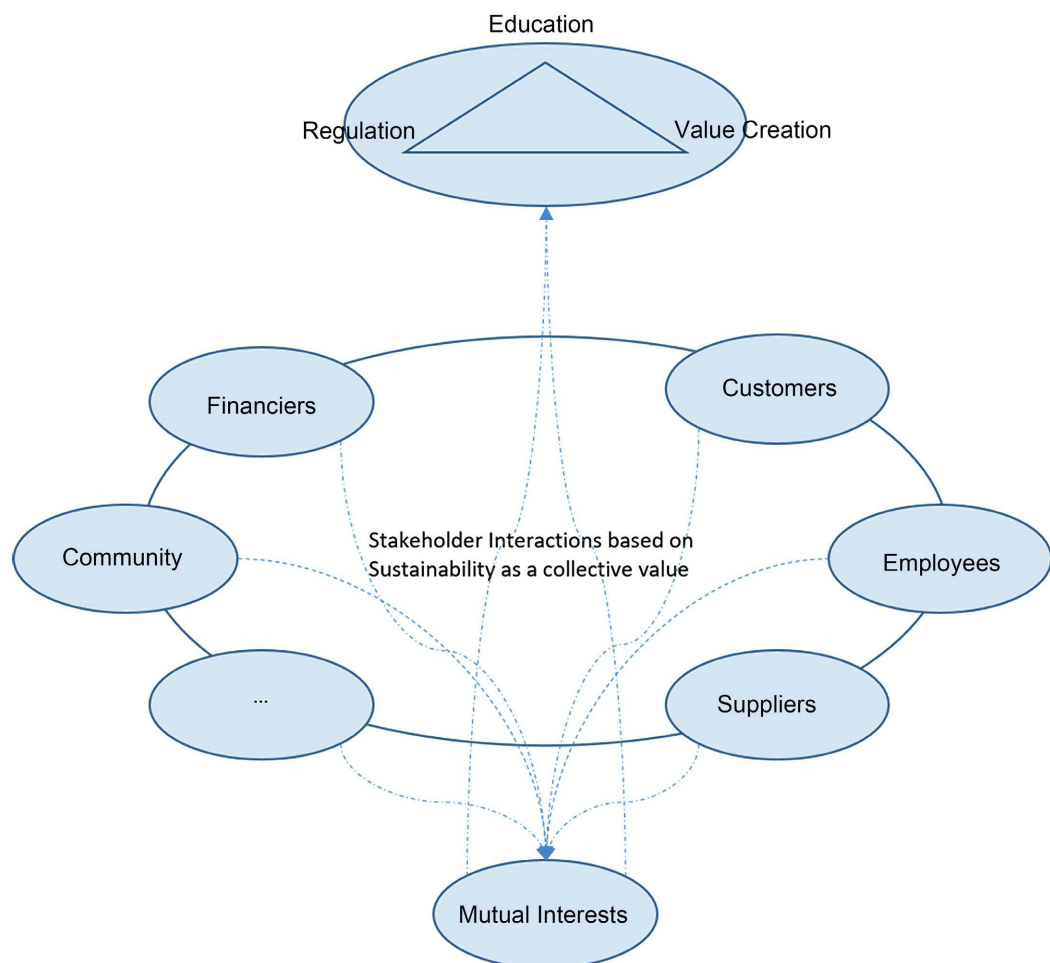 Education
Regulation
Value Creation
Financiers
Customers
Stakeholder Interactions based on
Sustainability as a collective value
Community
Employees
...
Suppliers
Mutual Interests